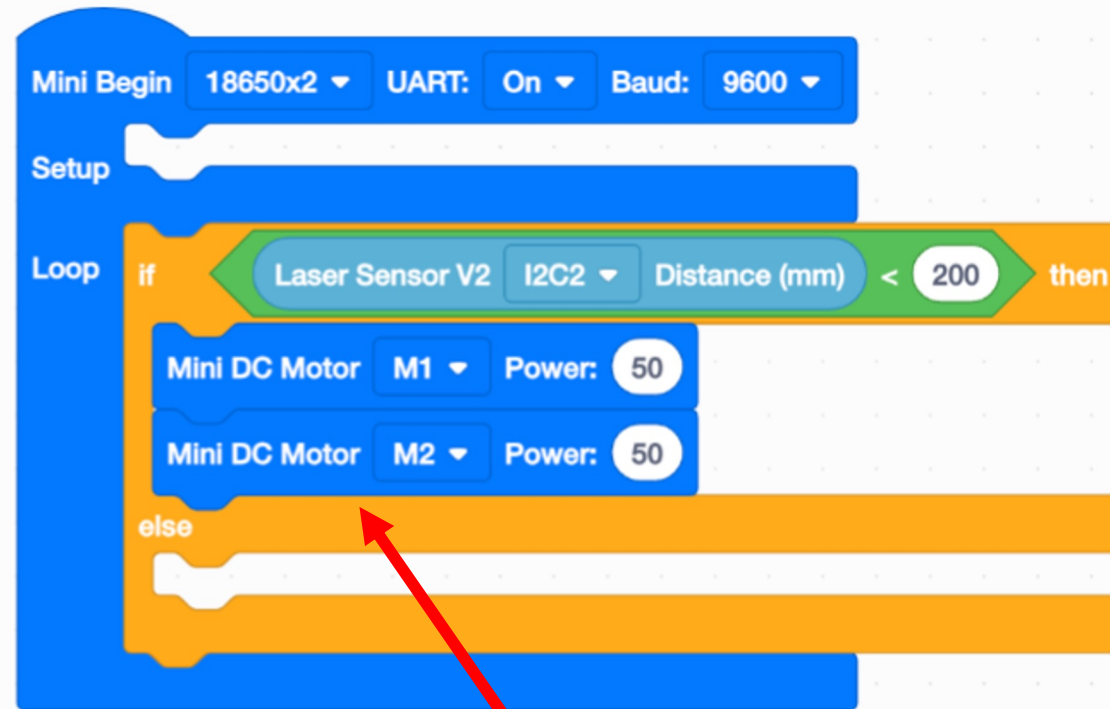 Mini Begin 18650x2 UART: On Baud: 9600
Setup
Loop if Laser Sensor V2 I2C2 Distance (mm) < 200 then
Mini DC Motor M1 Power: 50
Mini DC Motor M2 Power: 50
else